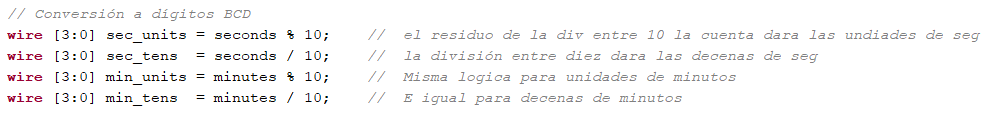 // Conversión a dígitos BCD
wire [3:0] sec_units = seconds % 10;    //  el residuo de la div entre 10 la cuenta dara las undiades de seg
wire [3:0] sec_tens  = seconds / 10;    //  la división entre diez dara las decenas de seg
wire [3:0] min_units = minutes % 10;    //  Misma logica para unidades de minutos
wire [3:0] min_tens  = minutes / 10;    //  E igual para decenas de minutos